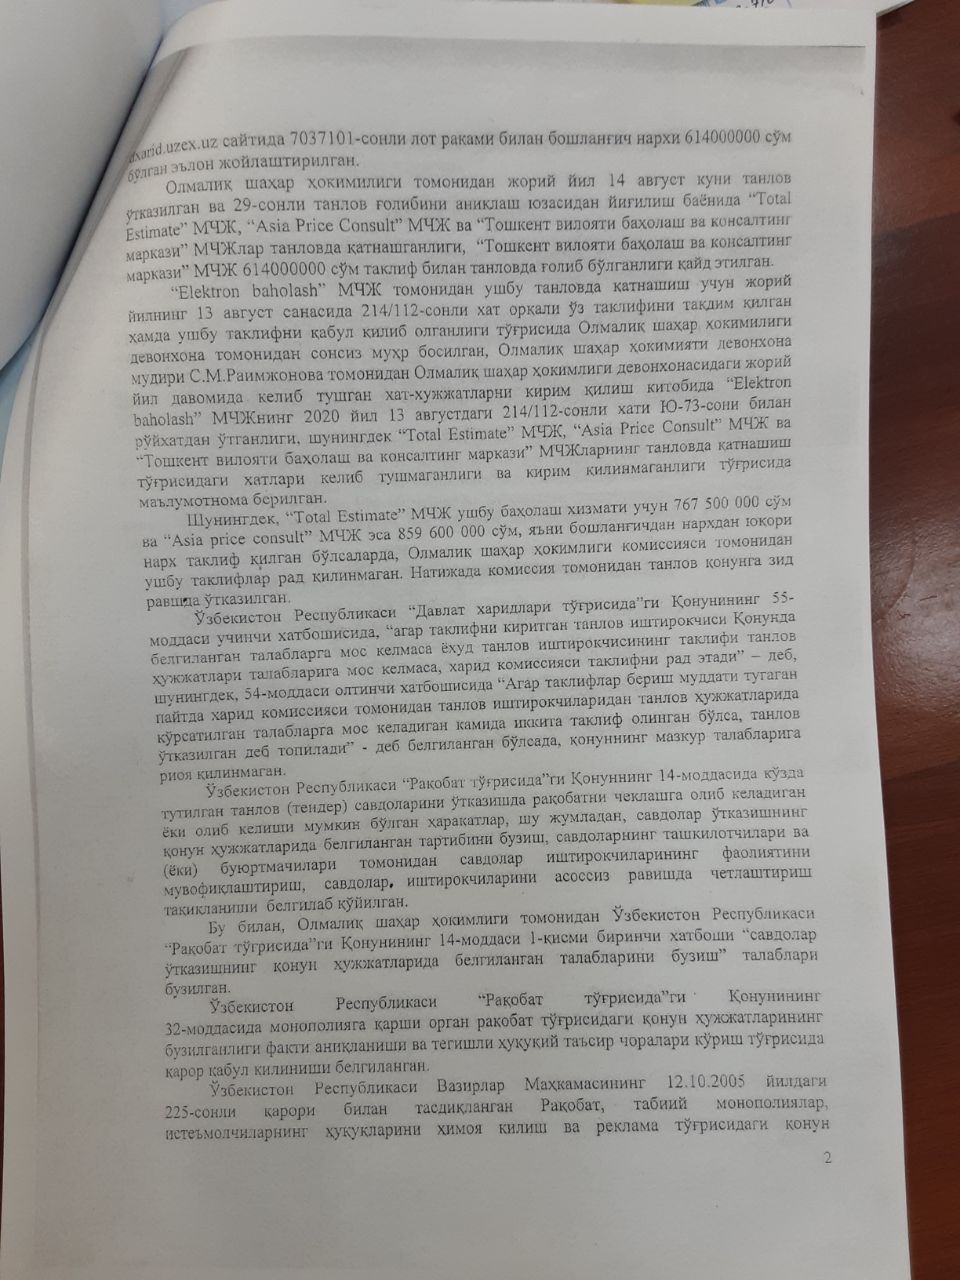 dxarid.uzex.uz сайтида 7037101-сонли лот раками билан бошланғич нархи 614000000 сўм
бўлган эълон жойлаштирилган.
Олмалиқ шаҳар ҳокимилиги томонидан жорий йил 14 август куни танлов
ўтказилган ва 29-сонли танлов ғолибини аниқлаш юзасидан йиғилиш баёнида “Total
Estimate” МЧЖ, “Asia Price Consult” МЧЖ ва “Тошкент вилояти баҳолаш ва консалтинг
маркази” МЧЖлар танловда қатнашганлиги, “Тошкент вилояти баҳолаш ва консалтинг
маркази” МЧЖ 614000000 сўм таклиф билан танловда ғолиб бўлганлиги қайд этилган.
“Elektron baholash” МЧЖ томонидан ушбу танловда қатнашиш учун жорий
йилнинг 13 август санасида 214/112-сонли хат орқали ўз таклифини тақдим қилган
ҳамда ушбу таклифни қабул қилиб олганлиги тўғрисида Олмалиқ шаҳар ҳокимилиги
девонхона томонидан сонсиз муҳр босилган, Олмалиқ шаҳар ҳокимияти девонхона
мудири С.М.Раимжонова томонидан Олмалиқ шаҳар ҳокимлиги девонхонасидаги жорий
йил давомида келиб тушган хат-хужжатларни кирим қилиш китобида “Elektron
baholash” МЧЖнинг 2020 йил 13 августдаги 214/112-сонли хати Ю-73-сони билан
рўйхатдан ўтганлиги, шунингдек “Total Estimate” МЧЖ, “Asia Price Consult” МЧЖ ва
“Тошкент вилояти баҳолаш ва консалтинг маркази” МЧЖларнинг танловда қатнашиш
тўғрисидаги хатлари келиб тушмаганлиги ва кирим қилинмаганлиги тўғрисида
маълумотнома берилган.
Шунингдек, “Total Estimate” МЧЖ ушбу баҳолаш хизмати учун 767 500 000 сўм
ва “Asia price consult” МЧЖ эса 859 600 000 сўм, яъни бошланғичдан нархдан юқори
нарх таклиф қилган бўлсаларда, Олмалиқ шаҳар ҳокимлиги комиссияси томонидан
ушбу таклифлар рад қилинмаган. Натижада комиссия томонидан танлов қонунга зид
равишда ўтказилган.
Ўзбекистон Республикаси “Давлат харидлари тўғрисида”ги Қонунининг 55-
моддаси учинчи хатбошисида, “агар таклифни киритган танлов иштирокчиси Қонунда
белгиланган талабларга мос келмаса ёхуд танлов иштирокчисининг таклифи танлов
ҳужжатлари талабларига мос келмаса, харид комиссияси таклифни рад этади” – деб,
шунингдек, 54-моддаси олтинчи хатбошисида “Агар таклифлар бериш муддати тугаган
пайтда харид комиссияси томонидан танлов иштирокчиларидан танлов ҳужжатларида
кўрсатилган талабларга мос келадиган камида иккита таклиф олинган бўлса, танлов
ўтказилган деб топилади” - деб белгиланган бўлсада, қонуннинг мазкур талабларига
риоя қилинмаган.
Ўзбекистон Республикаси “Рақобат тўғрисида”ги Қонуннинг 14-моддасида кўзда
тутилган танлов (тендер) савдоларини ўтказишда рақобатни чеклашга олиб келадиган
ёки олиб келиши мумкин бўлган ҳаракатлар, шу жумладан, савдолар ўтказишнинг
қонун ҳужжатларида белгиланган тартибини бузиш, савдоларнинг ташкилотчилари ва
(ёки) буюртмачилари томонидан савдолар иштирокчиларининг фаолиятини
мувофиқлаштириш, савдолар, иштирокчиларини асоссиз равишда четлаштириш
тақиқланиши белгилаб қўйилган.
Бу билан, Олмалиқ шаҳар ҳокимлиги томонидан Ўзбекистон Республикаси
“Рақобат тўғрисида”ги Қонунининг 14-моддаси 1-қисми биринчи хатбоши “савдолар
ўтказишнинг қонун ҳужжатларида белгиланган талабларини бузиш” талаблари
бузилган.
Ўзбекистон Республикаси “Рақобат тўғрисида”ги Қонунининг
32-моддасида монополияга қарши орган рақобат тўғрисидаги қонун ҳужжатларининг
бузилганлиги факти аниқланиши ва тегишли ҳуқуқий таъсир чоралари кўриш тўғрисида
қарор қабул килиниши белгиланган.
Ўзбекистон Республикаси Вазирлар Маҳкамасининг 12.10.2005 йилдаги
225-сонли қарори билан тасдиқланган Рақобат, табиий монополиялар,
истеъмолчиларнинг ҳуқуқларини ҳимоя қилиш ва реклама тўғрисидаги қонун
2